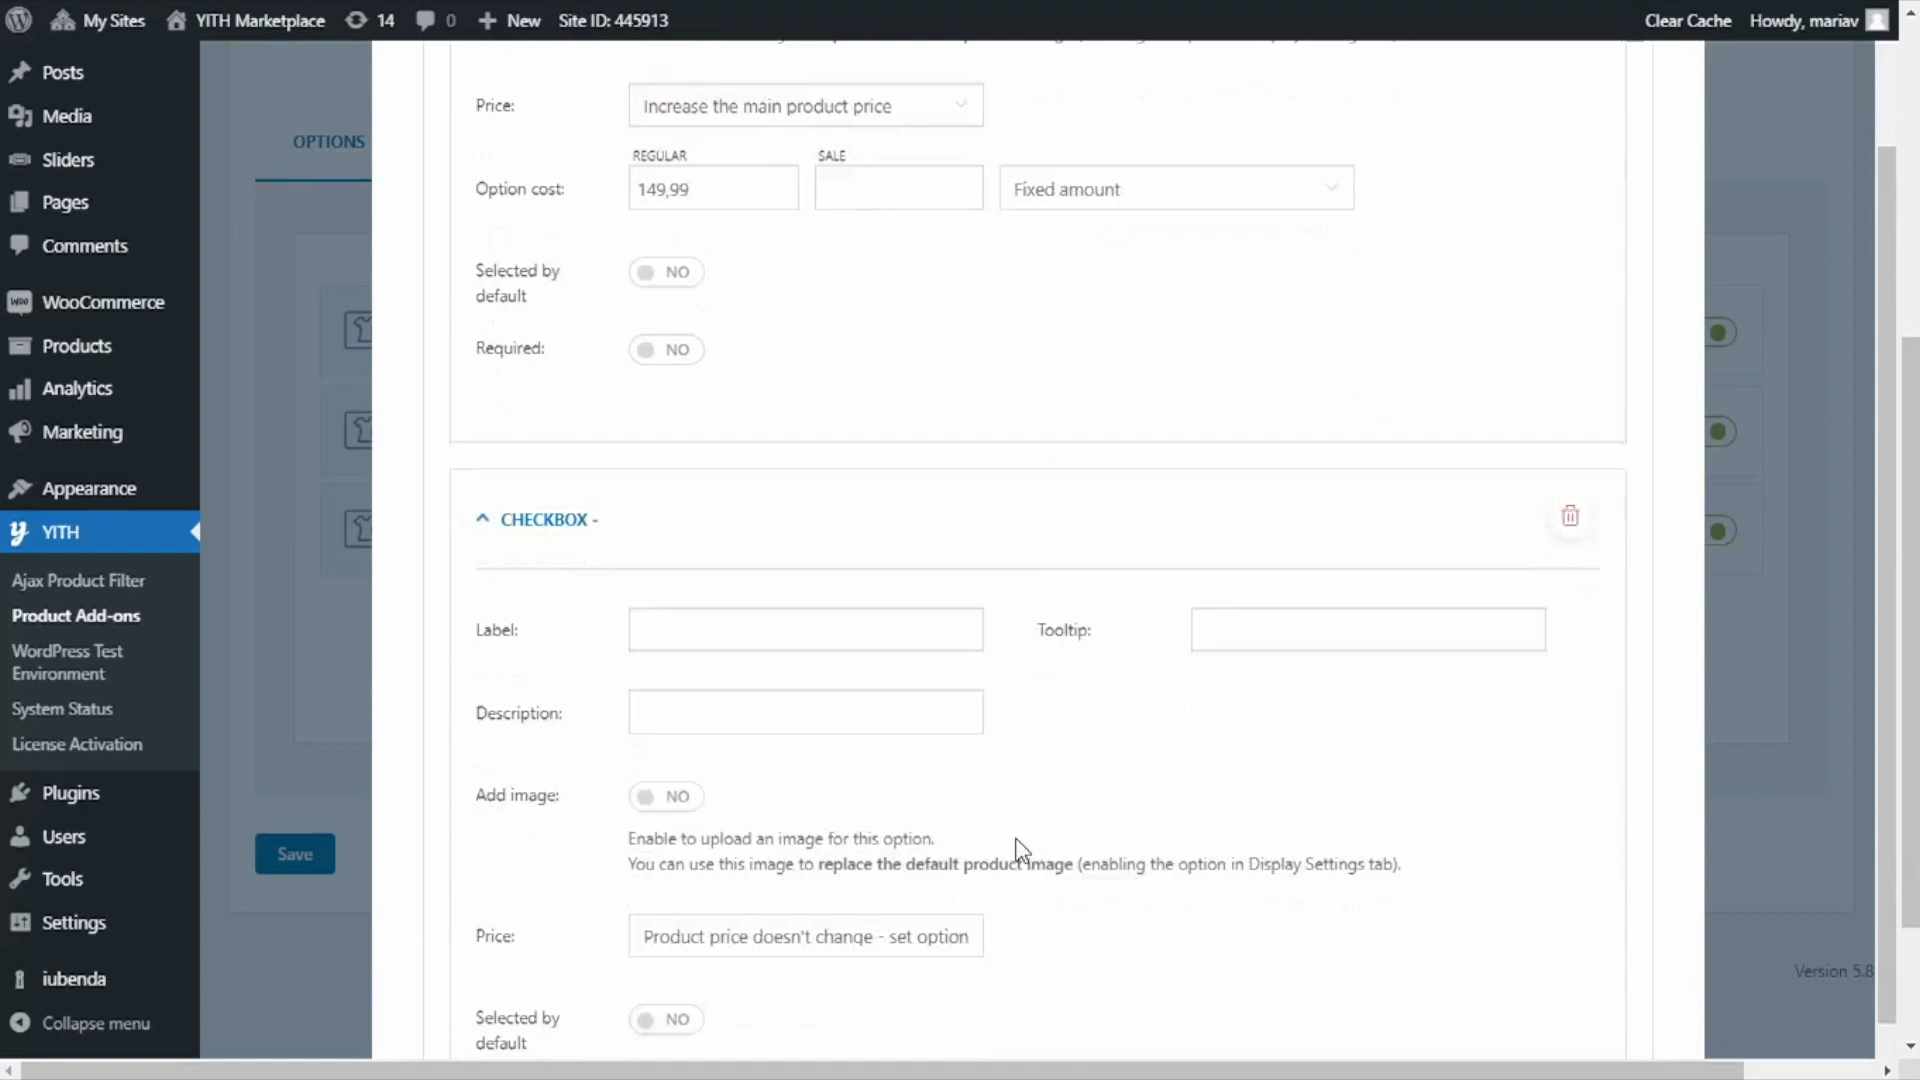 My Sites
YITH Marketplace
14
0
New
Site ID: 445913
Clear Cache
Howdy, mariav
Posts
Media
Sliders
Pages
Comments
WooCommerce
Products
Analytics
Marketing
Appearance
YITH
Ajax Product Filter
Product Add-ons
WordPress Test
Environment
System Status
License Activation
Plugins
Users
Tools
Settings
iubenda
Collapse menu
OPTIONS
Save
Price:
Increase the main product price
REGULAR
SALE
Option cost:
149,99
Fixed amount
Selected by
default
NO
Required:
NO
CHECKBOX -
Label:
Tooltip:
Description:
Add image:
NO
Enable to upload an image for this option.
You can use this image to replace the default product image (enabling the option in Display Settings tab).
Price:
Product price doesn't change - set option
Selected by
default
NO
Version 5.8